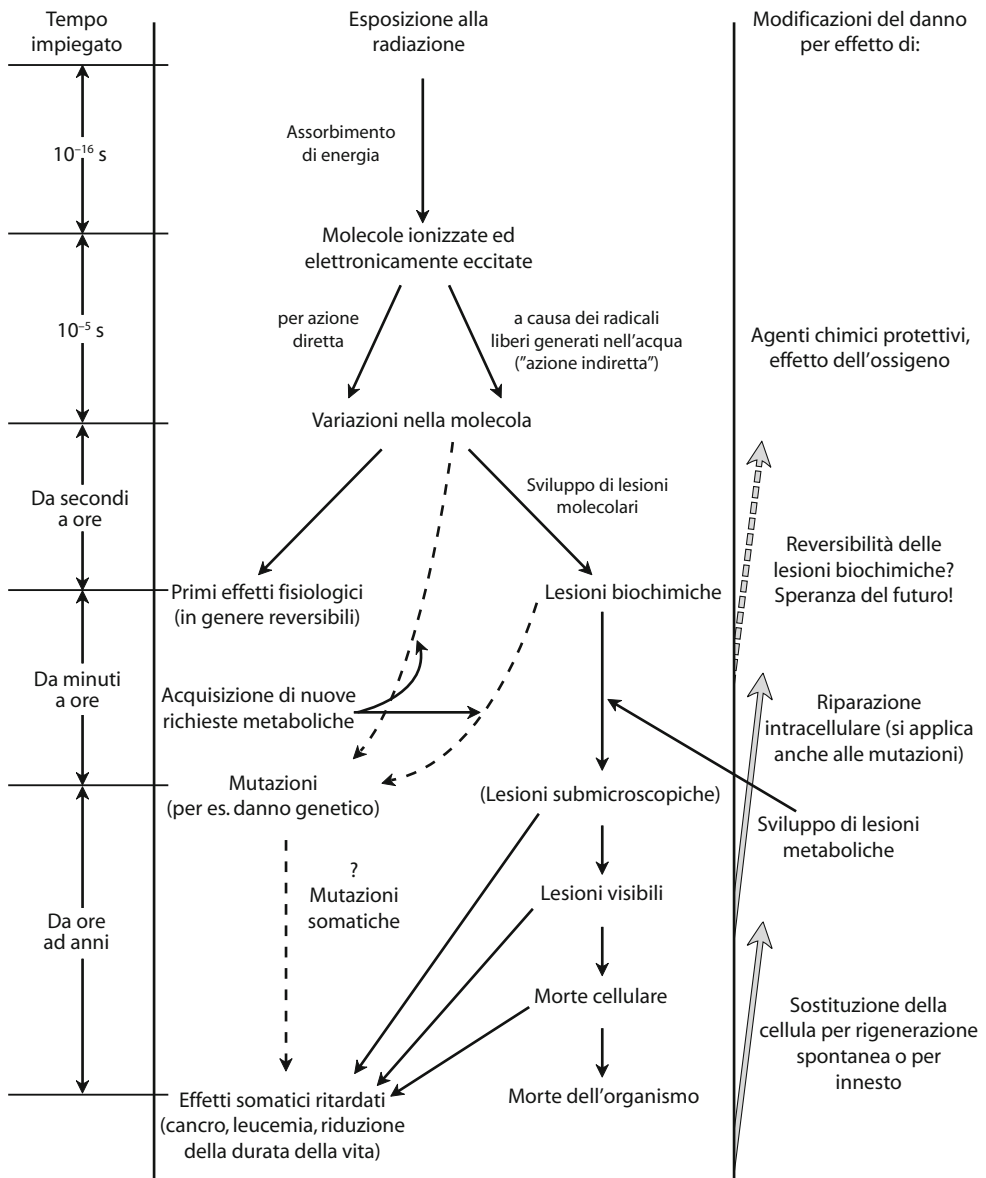 Tempo
impiegato
Esposizione alla
radiazione
Modificazioni del danno
per effetto di:
Assorbimento
di energia
10⁻¹⁶ s
Molecole ionizzate ed
elettronicamente eccitate
10⁻⁵ s
per azione
diretta
a causa dei radicali
liberi generati nell'acqua
("azione indiretta")
Agenti chimici protettivi,
effetto dell'ossigeno
Variazioni nella molecola
Da secondi
a ore
Sviluppo di lesioni
molecolari
Reversibilità delle
lesioni biochimiche?
Speranza del futuro!
Primi effetti fisiologici
(in genere reversibili)
Lesioni biochimiche
Da minuti
a ore
Acquisizione di nuove
richieste metaboliche
Riparazione
intracellulare (si applica
anche alle mutazioni)
Mutazioni
(per es. danno genetico)
(Lesioni submicroscopiche)
Sviluppo di lesioni
metaboliche
?
Mutazioni
somatiche
Lesioni visibili
Da ore
ad anni
Morte cellulare
Sostituzione della
cellula per rigenerazione
spontanea o per
innesto
Effetti somatici ritardati
(cancro, leucemia, riduzione
della durata della vita)
Morte dell'organismo